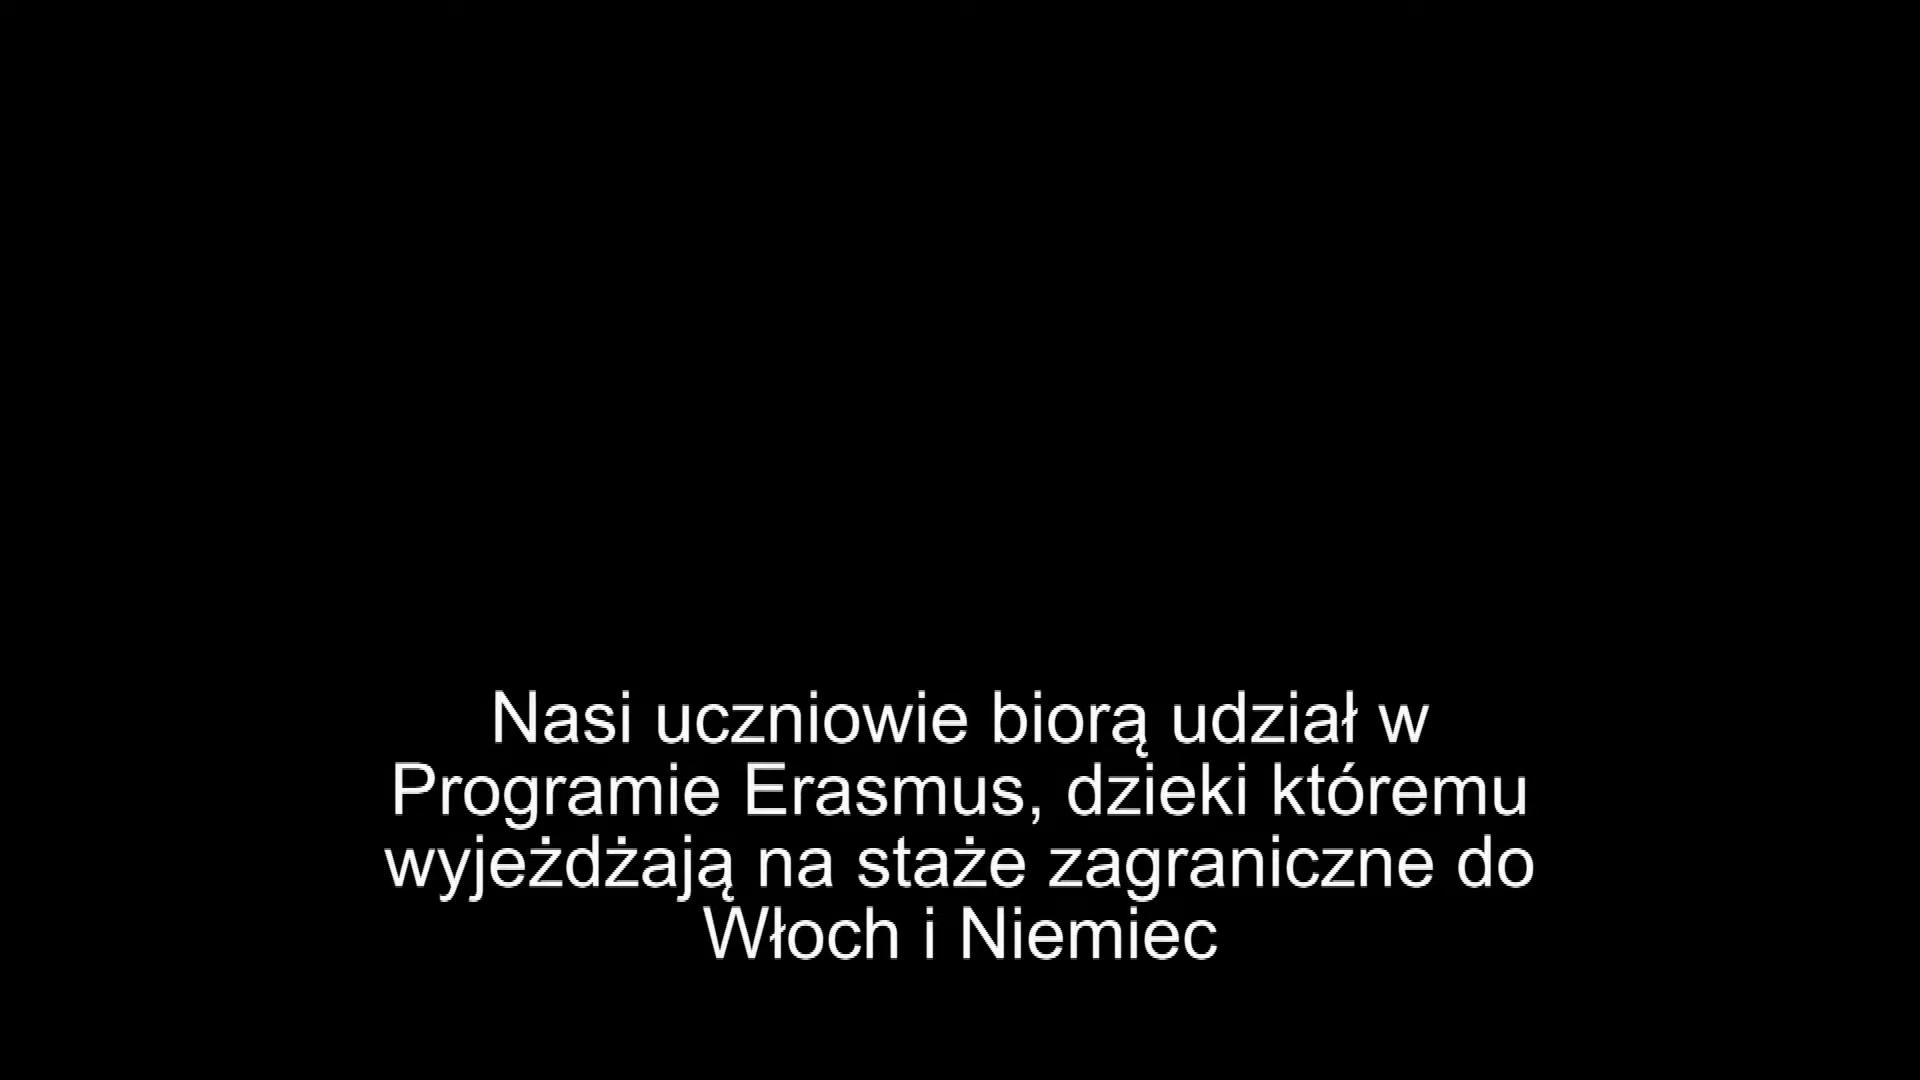 Nasi uczniowie biorą udział w
Programie Erasmus, dzieki któremu
wyjeżdżają na staże zagraniczne do
Włoch i Niemiec